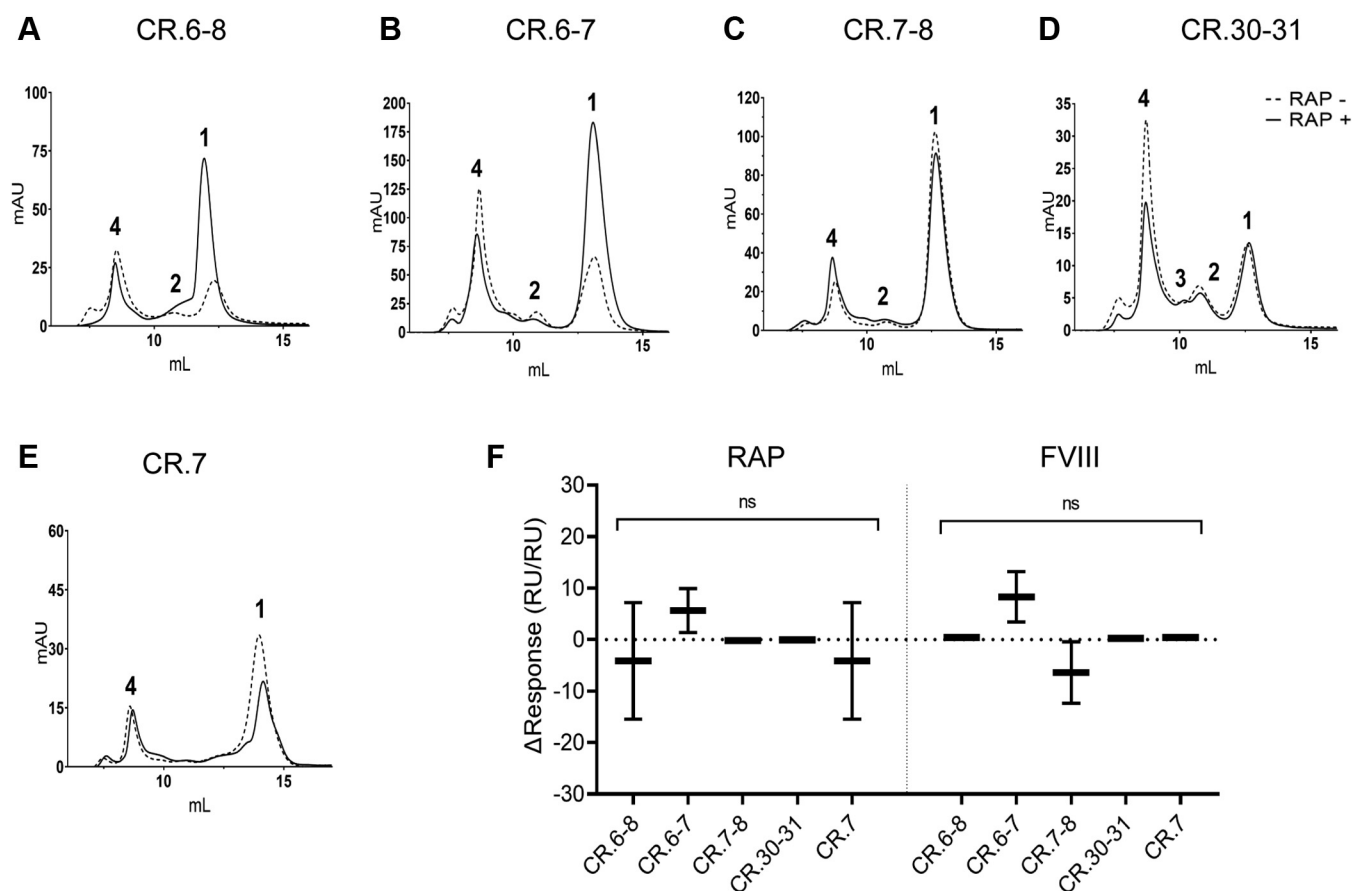 A CR.6-8
B CR.6-7
C CR.7-8
D CR.30-31
RAP -
RAP +
100
75
50
25
0
mAU
4
2
1
10 15
mL
200
175
150
125
100
75
50
25
0
mAU
4
2
1
10 15
mL
120
100
80
60
40
20
0
mAU
4
2
1
10 15
mL
35
30
25
20
15
10
5
0
mAU
4
3
2
1
10 15
mL
E CR.7
60
45
30
15
0
mAU
4
1
10 15
mL
F RAP FVIII
ns ns
30
20
10
0
-10
-20
-30
ΔResponse (RU/RU)
CR.6-8 CR.6-7 CR.7-8 CR.30-31 CR.7 CR.6-8 CR.6-7 CR.7-8 CR.30-31 CR.7